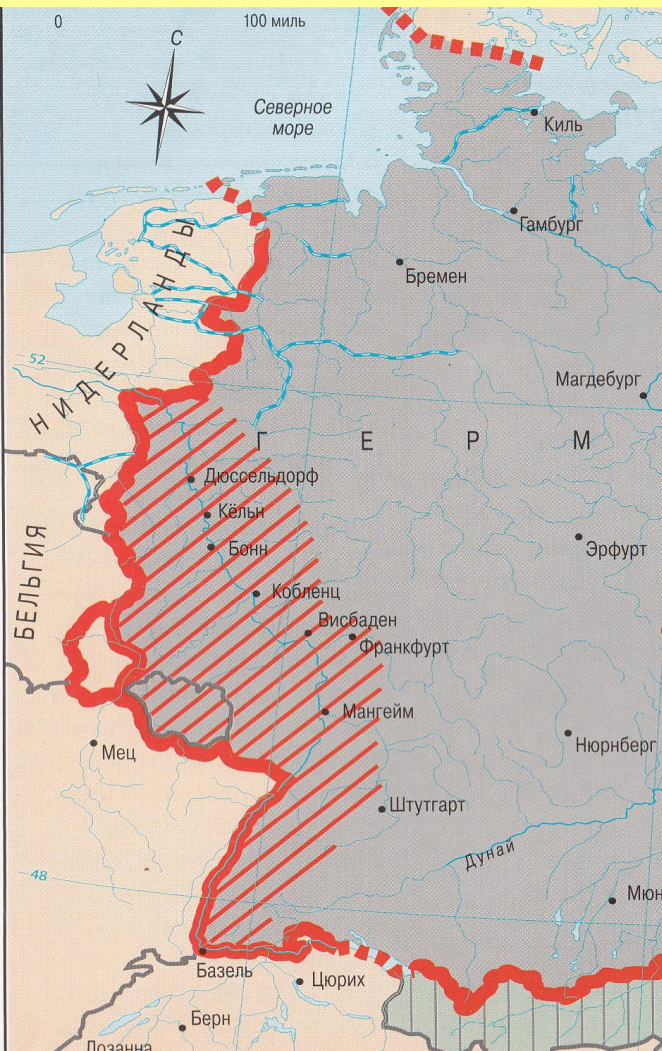 0
100 миль
С
Северное
море
Киль
Гамбург
Бремен
НИДЕРЛАНДЫ
52
Магдебург
Г Е Р М
Дюссельдорф
Кёльн
БЕЛЬГИЯ
Бонн
Эрфурт
Кобленц
Висбаден
Франкфурт
Мангейм
Мец
Нюрнберг
Штутгарт
Дунай
48
Мюн
Базель
Цюрих
Берн
Лозанна